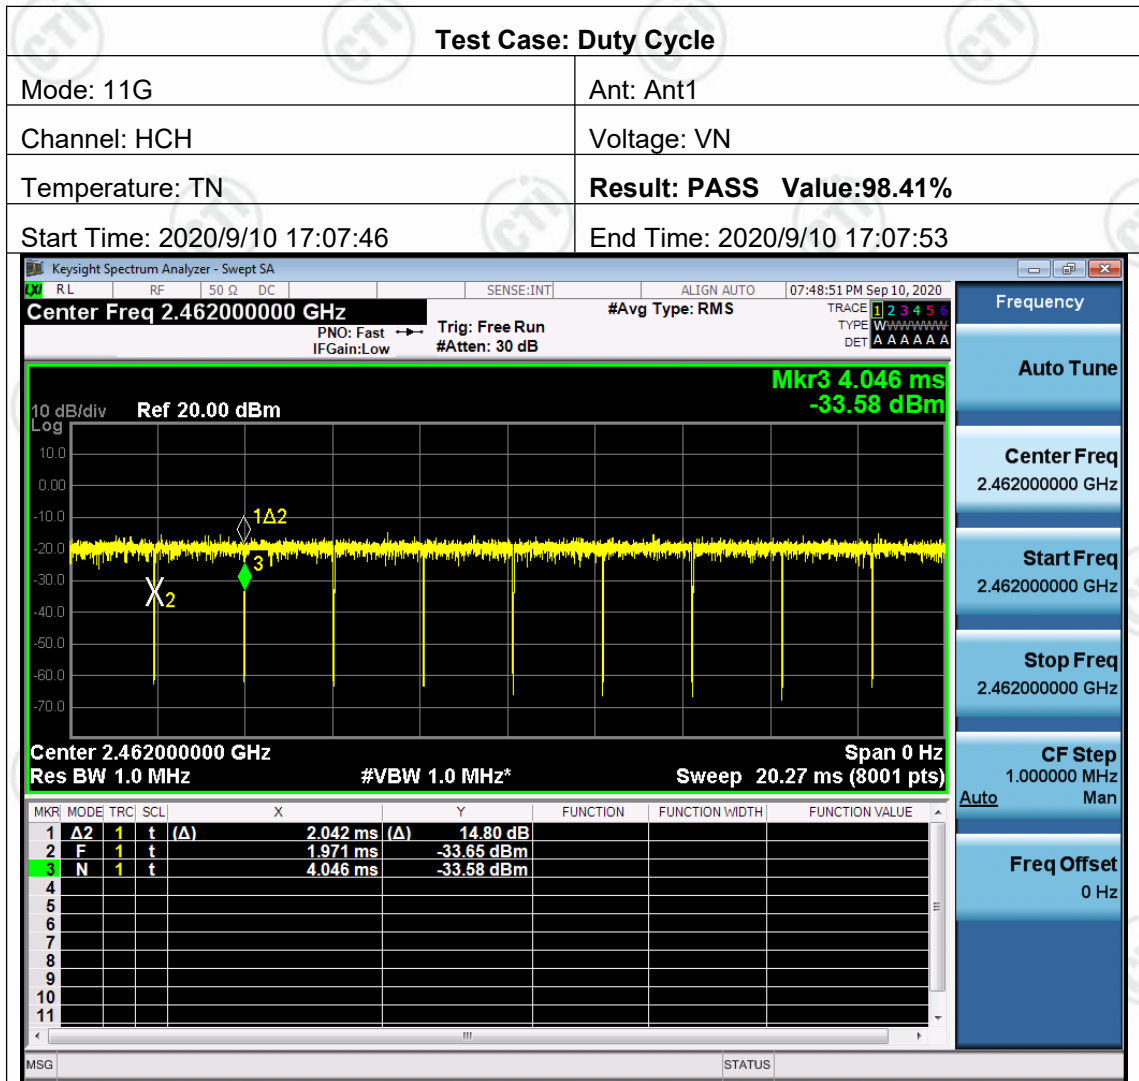 Test Case: Duty Cycle
Mode: 11G Ant: Ant1
Channel: HCH Voltage: VN
Temperature: TN Result: PASS Value:98.41%
Start Time: 2020/9/10 17:07:46 End Time: 2020/9/10 17:07:53
Keysight Spectrum Analyzer - Swept SA
LXI RL RF 50 Ω DC SENSE:INT ALIGN AUTO 07:48:51 PM Sep 10, 2020
Center Freq 2.462000000 GHz #Avg Type: RMS TRACE 1 2 3 4 5 6
PNO: Fast Trig: Free Run TYPE WWWWWW
IFGain:Low #Atten: 30 dB DET A A A A A A
Frequency
Auto Tune
Center Freq
2.462000000 GHz
Start Freq
2.462000000 GHz
Stop Freq
2.462000000 GHz
CF Step
1.000000 MHz
Auto Man
Freq Offset
0 Hz
Mkr3 4.046 ms
-33.58 dBm
10 dB/div Ref 20.00 dBm
Log
10.0
0.00
-10.0
-20.0
-30.0
-40.0
-50.0
-60.0
-70.0
1Δ2
3
2
Center 2.462000000 GHz Span 0 Hz
Res BW 1.0 MHz #VBW 1.0 MHz* Sweep 20.27 ms (8001 pts)
MKR MODE TRC SCL X Y FUNCTION FUNCTION WIDTH FUNCTION VALUE
1 Δ2 1 t (Δ) 2.042 ms (Δ) 14.80 dB
2 F 1 t 1.971 ms -33.65 dBm
3 N 1 t 4.046 ms -33.58 dBm
4
5
6
7
8
9
10
11
MSG STATUS
CTI